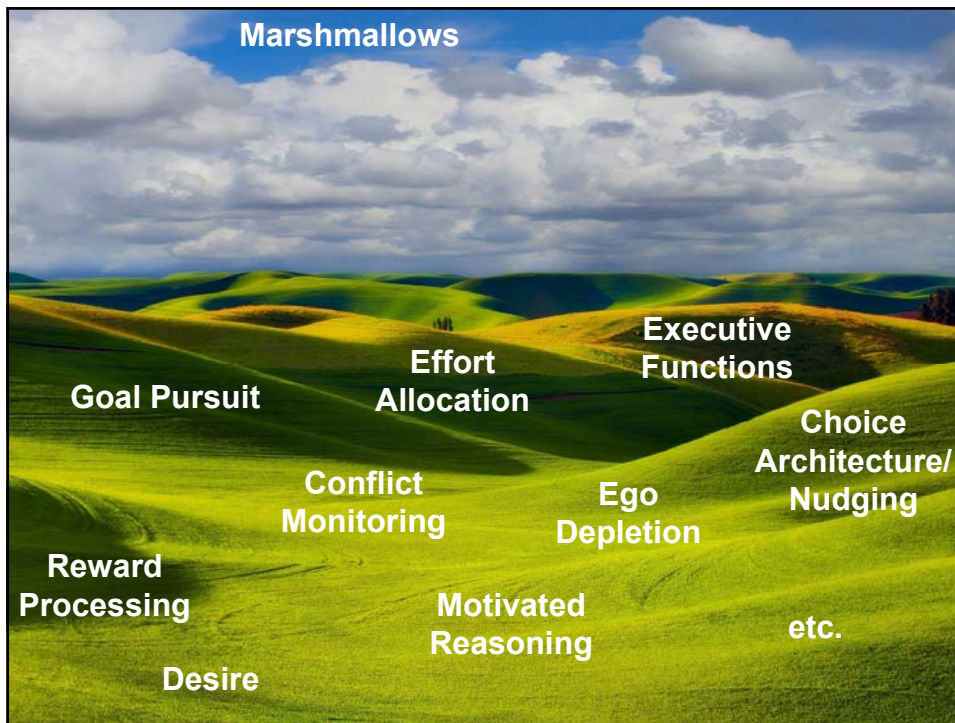 Marshmallows
Executive
Functions
Effort
Allocation
Goal Pursuit
Choice
Architecture/
Nudging
Conflict
Monitoring
Ego
Depletion
Reward
Processing
Motivated
Reasoning
etc.
Desire